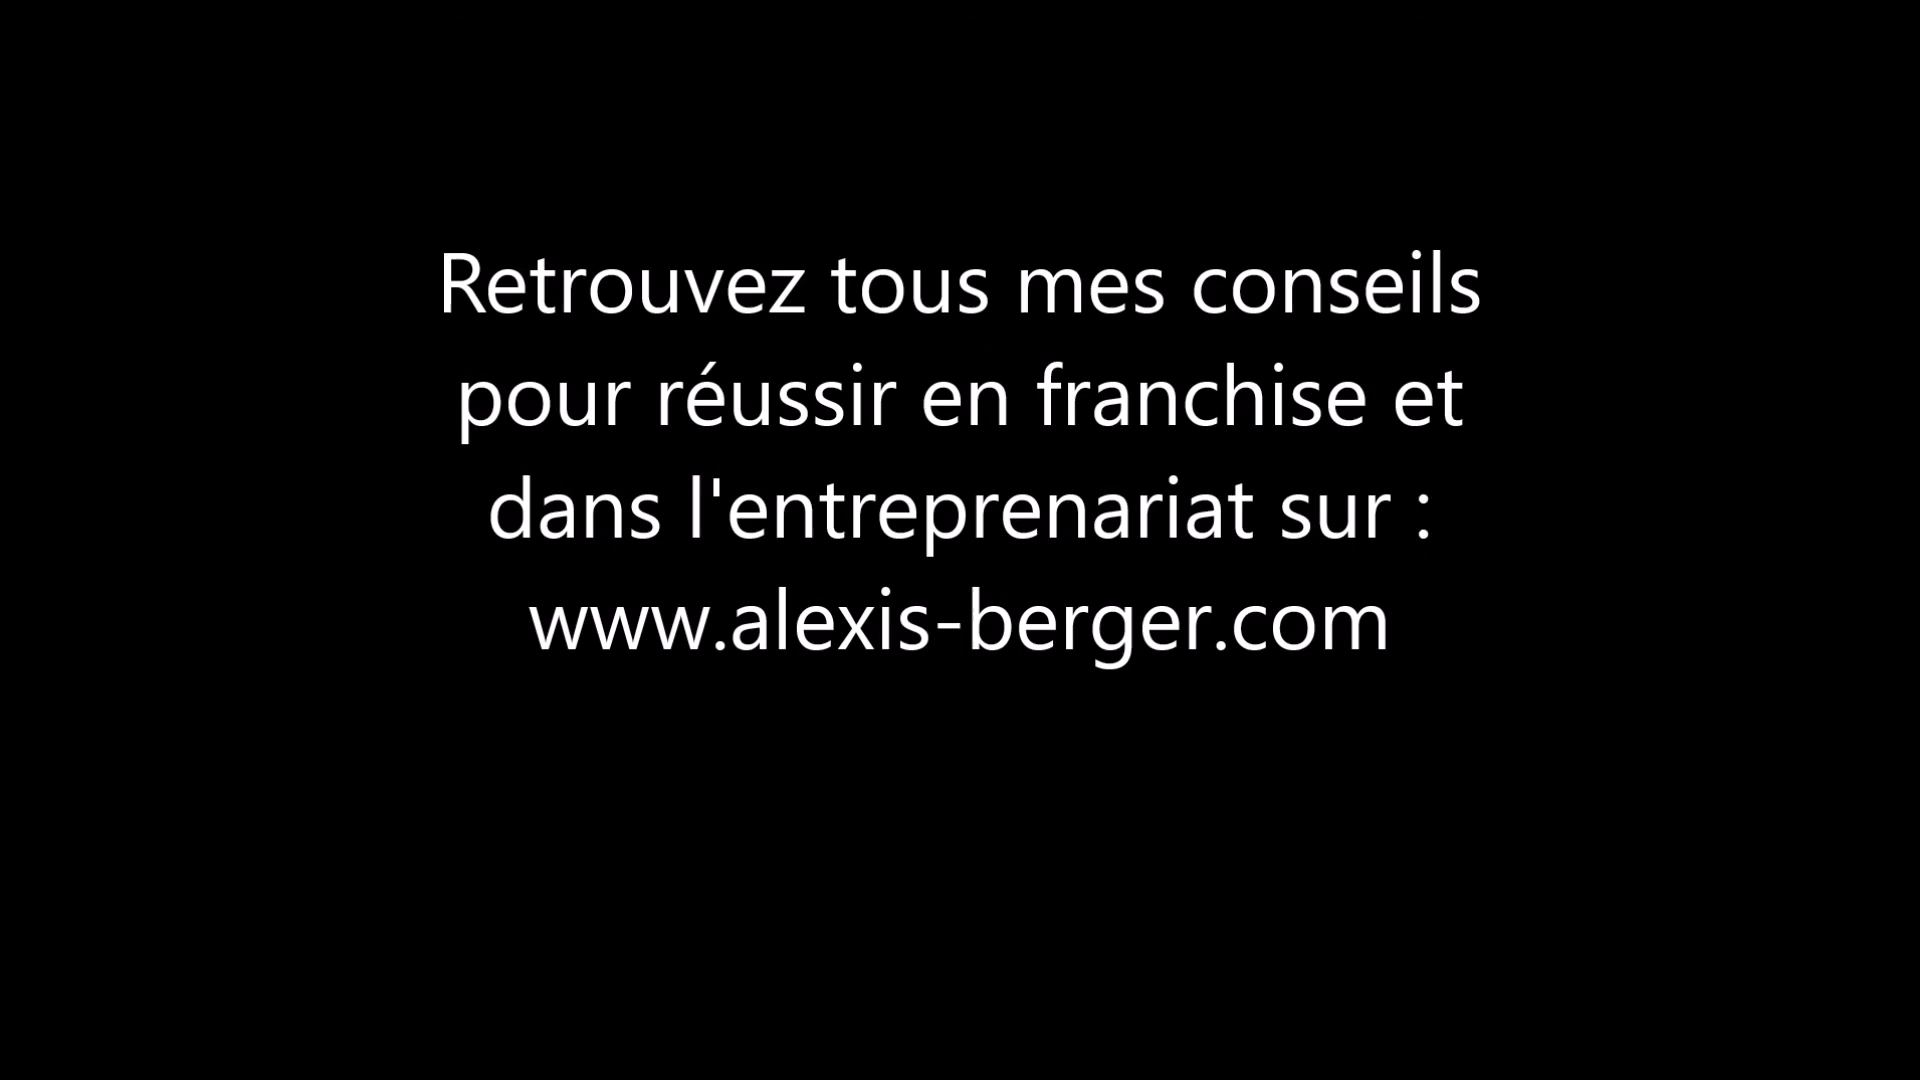 Retrouvez tous mes conseils
pour réussir en franchise et
dans l'entreprenariat sur :
www.alexis-berger.com